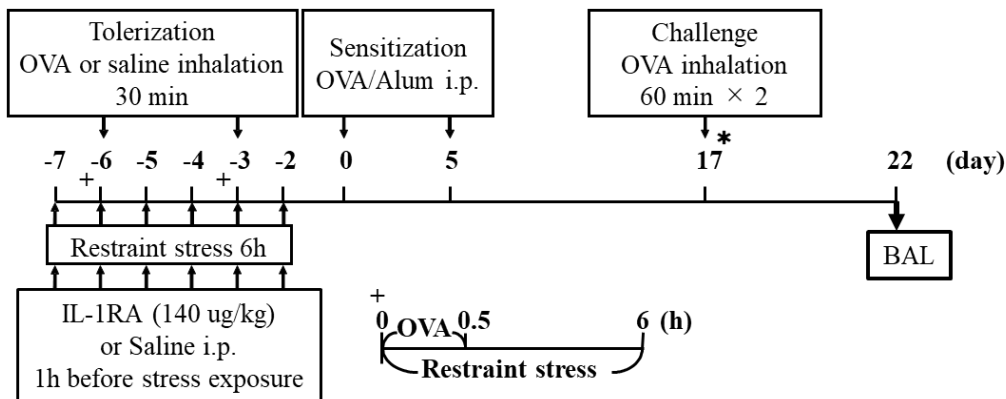 Tolerization
OVA or saline inhalation
30 min
Sensitization
OVA/Alum i.p.
Challenge
OVA inhalation
60 min × 2
-7 -6 -5 -4 -3 -2 0 5 17* 22 (day)
+ +
Restraint stress 6h
BAL
IL-1RA (140 ug/kg)
or Saline i.p.
1h before stress exposure
+
0 OVA 0.5 6 (h)
Restraint stress